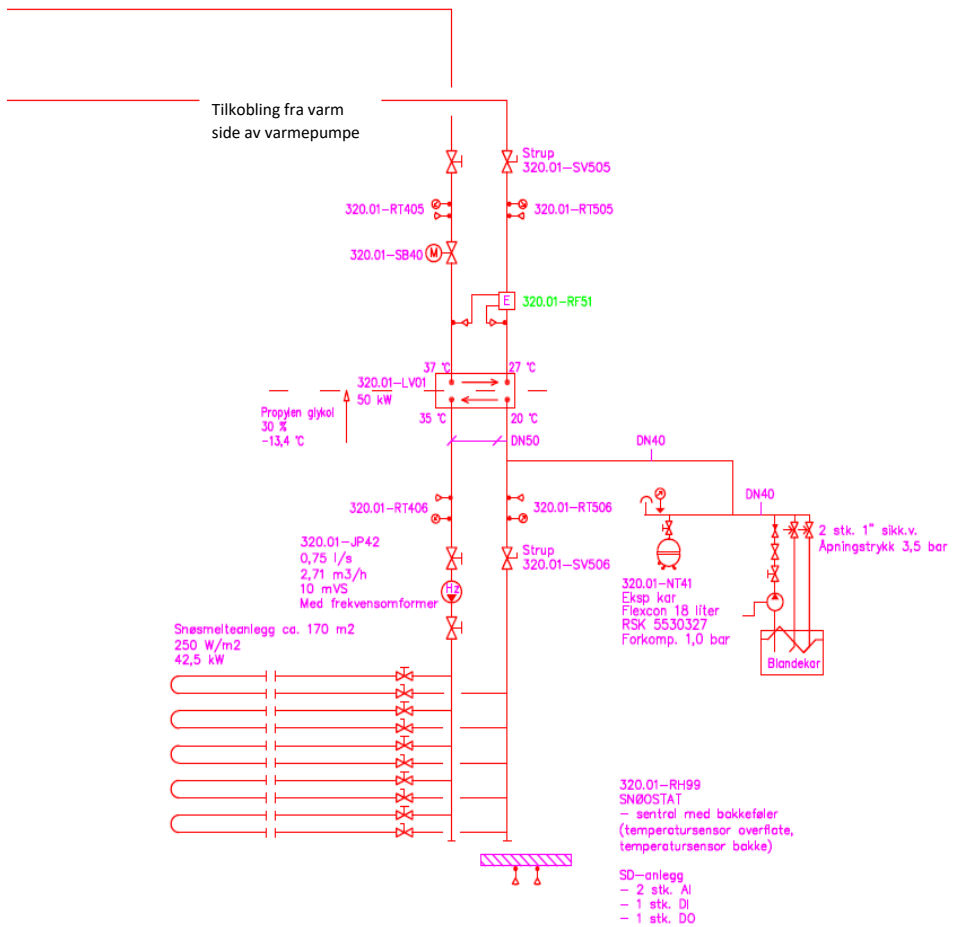 Tilkobling fra varm
side av varmepumpe
Strup
320.01-SV505
320.01-RT405
320.01-RT505
320.01-SB40
M
E
320.01-RF51
37 °C
27 °C
320.01-LV01
50 kW
Propylen glykol
30 %
-13,4 °C
35 °C
20 °C
DN50
DN40
DN40
320.01-RT406
320.01-RT506
2 stk. 1" sikk.v.
Åpningstrykk 3,5 bar
320.01-JP42
0,75 l/s
2,71 m3/h
10 mVS
Med frekvensomformer
Hz
Strup
320.01-SV506
320.01-NT41
Eksp kar
Flexcon 18 liter
RSK 5530327
Forkomp. 1,0 bar
Blandekar
Snøsmelteanlegg ca. 170 m2
250 W/m2
42,5 kW
320.01-RH99
SNØOSTAT
- sentral med bakkeføler
(temperatursensor overflate,
temperatursensor bakke)
SD-anlegg
- 2 stk. AI
- 1 stk. DI
- 1 stk. DO